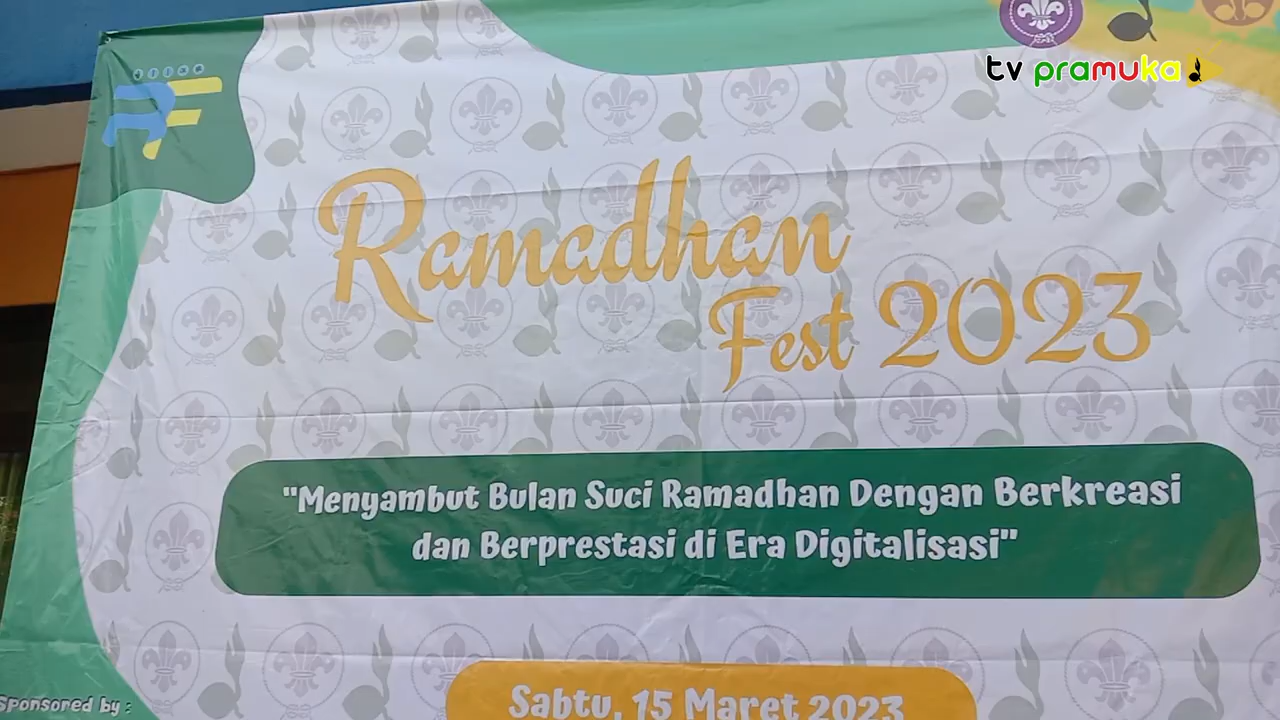 tv pramuka
RF
Ramadhan
Fest 2023
"Menyambut Bulan Suci Ramadhan Dengan Berkreasi
dan Berprestasi di Era Digitalisasi"
Sabtu, 15 Maret 2023
Sponsored by :